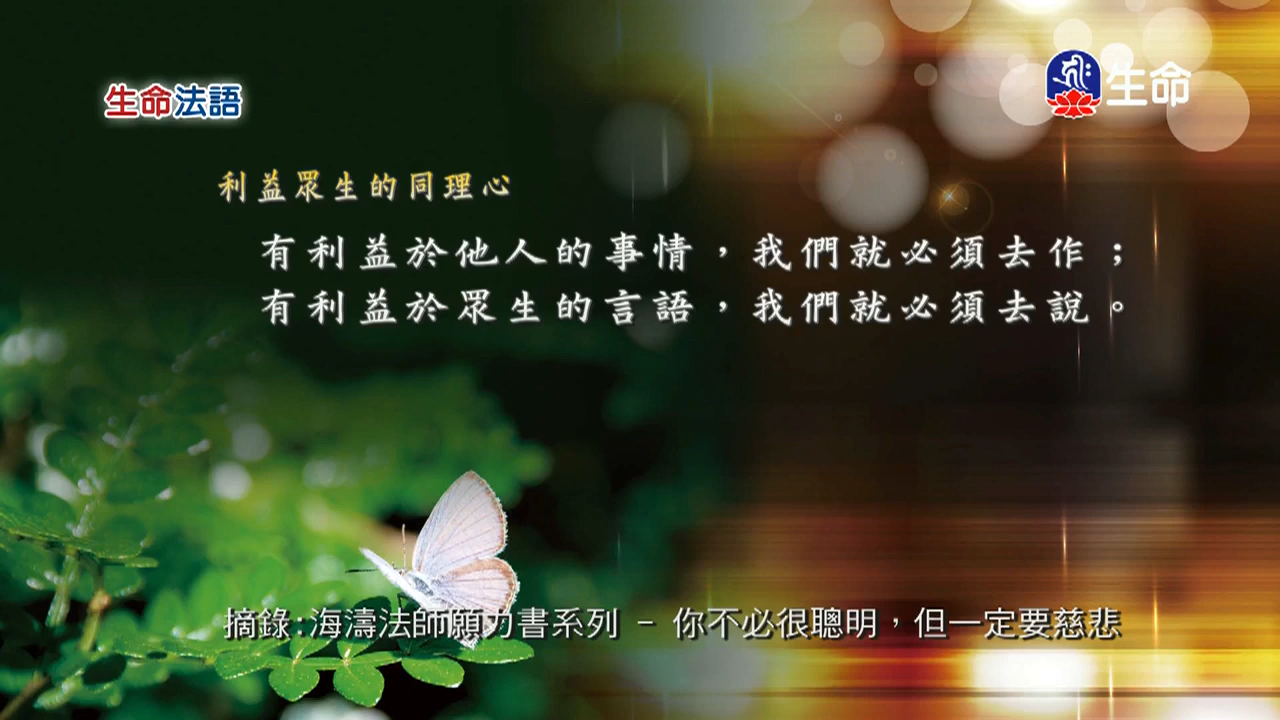 生命法語
生命
利益眾生的同理心
有利益於他人的事情，我們就必須去作；
有利益於眾生的言語，我們就必須去說。
摘錄:海濤法師願力書系列 - 你不必很聰明，但一定要慈悲